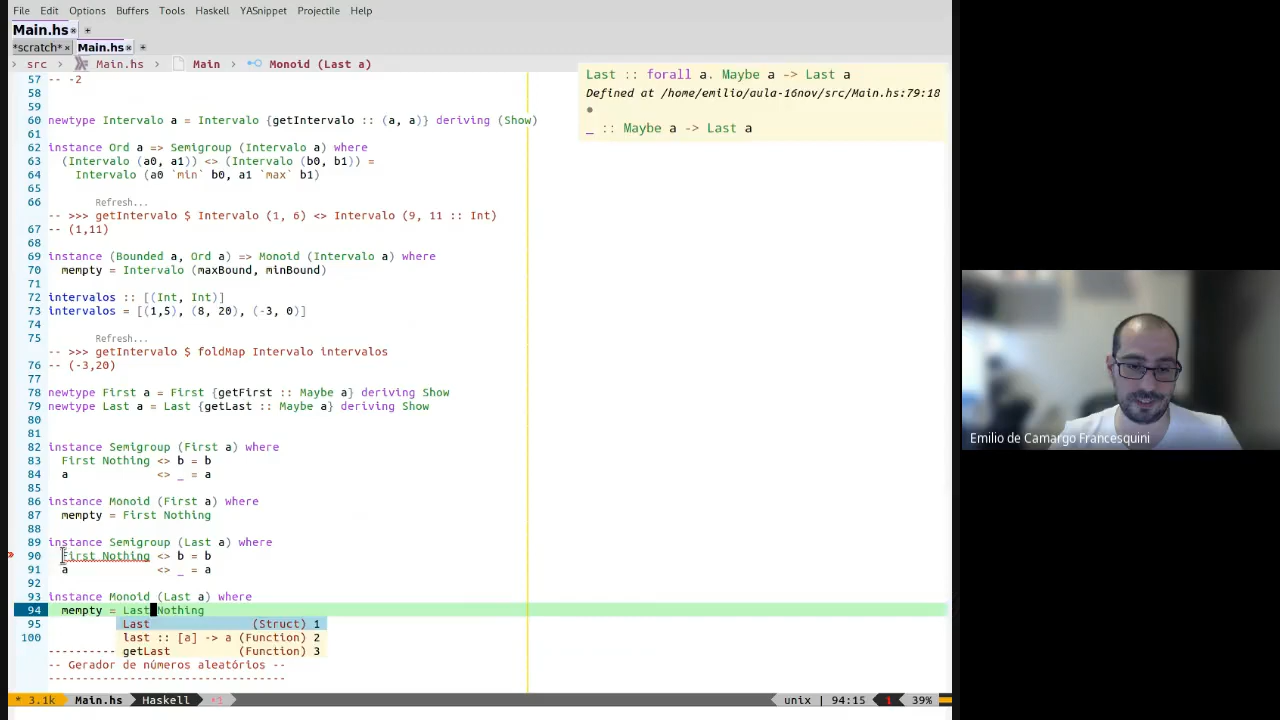 File Edit Options Buffers Tools Haskell YASnippet Projectile Help
Main.hs
*scratch* Main.hs
src Main.hs Main Monoid (Last a)
57 -- -2
58
59
60 newtype Intervalo a = Intervalo {getIntervalo :: (a, a)} deriving (Show)
61
62 instance Ord a => Semigroup (Intervalo a) where
63 (Intervalo (a0, a1)) <> (Intervalo (b0, b1)) =
64 Intervalo (a0 `min` b0, a1 `max` b1)
65
66 Refresh...
-- >>> getIntervalo $ Intervalo (1, 6) <> Intervalo (9, 11 :: Int)
67 -- (1,11)
68
69 instance (Bounded a, Ord a) => Monoid (Intervalo a) where
70 mempty = Intervalo (maxBound, minBound)
71
72 intervalos :: [(Int, Int)]
73 intervalos = [(1,5), (8, 20), (-3, 0)]
74
75 Refresh...
-- >>> getIntervalo $ foldMap Intervalo intervalos
76 -- (-3,20)
77
78 newtype First a = First {getFirst :: Maybe a} deriving Show
79 newtype Last a = Last {getLast :: Maybe a} deriving Show
80
81
82 instance Semigroup (First a) where
83 First Nothing <> b = b
84 a <> _ = a
85
86 instance Monoid (First a) where
87 mempty = First Nothing
88
89 instance Semigroup (Last a) where
90 First Nothing <> b = b
91 a <> _ = a
92
93 instance Monoid (Last a) where
94 mempty = Last Nothing
95 Last (Struct) 1
100 last :: [a] -> a (Function) 2
---------- getLast (Function) 3
-- Gerador de números aleatórios --
-----------------------------------
* 3.1k Main.hs Haskell 1 unix | 94:15 1 39%
Last :: forall a. Maybe a -> Last a
Defined at /home/emilio/aula-16nov/src/Main.hs:79:18
_ :: Maybe a -> Last a
Emilio de Camargo Francesquini